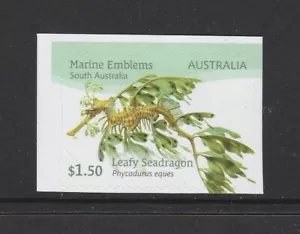 Marine Emblems
South Australia
AUSTRALIA
$1.50
Leafy Seadragon
Phycodurus eques